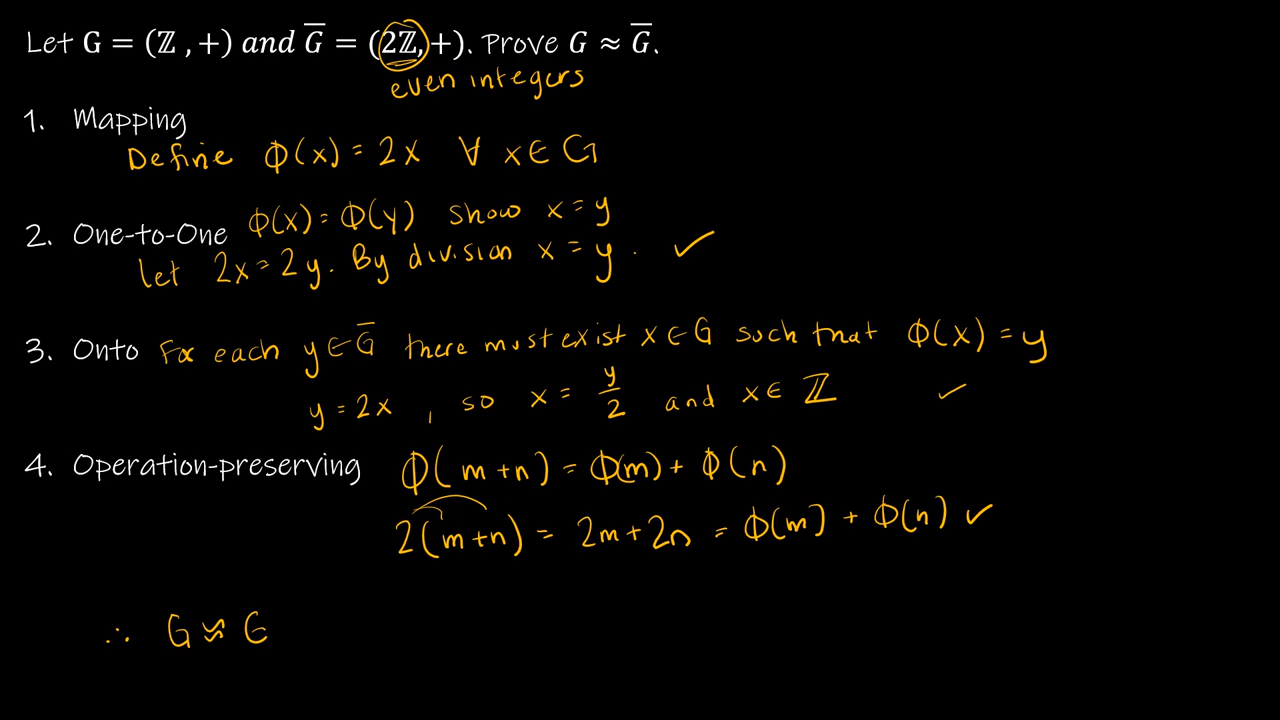 Let G = (ℤ , +) and G̅ = (2ℤ, +). Prove G ≈ G̅.
even integers
1. Mapping
Define ϕ(x) = 2x ∀ x ∈ G
2. One-to-One ϕ(x) = ϕ(y) show x = y
Let 2x = 2y. By division x = y. ✓
3. Onto For each y ∈ G̅ there must exist x ∈ G such that ϕ(x) = y
y = 2x , so x = y/2 and x ∈ ℤ ✓
4. Operation-preserving ϕ(m+n) = ϕ(m) + ϕ(n)
2(m+n) = 2m + 2n = ϕ(m) + ϕ(n) ✓
∴ G ≈ G